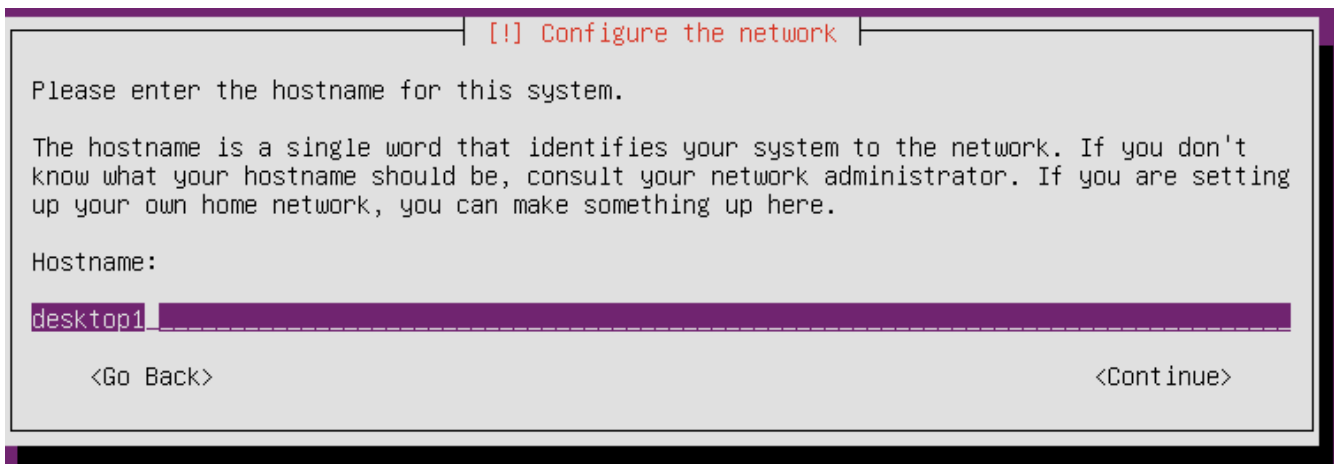 [!] Configure the network
Please enter the hostname for this system.
The hostname is a single word that identifies your system to the network. If you don't
know what your hostname should be, consult your network administrator. If you are setting
up your own home network, you can make something up here.
Hostname:
desktop1
<Go Back> <Continue>